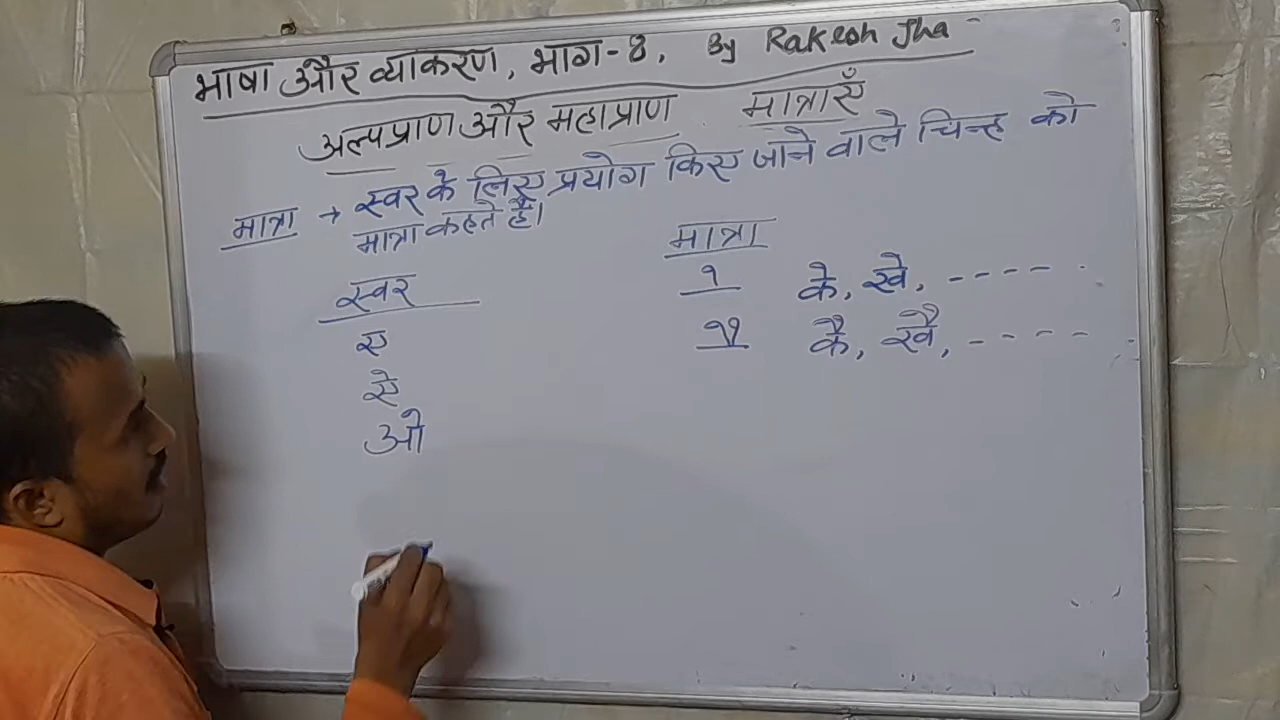 भाषा और व्याकरण, भाग-8. By Rakesh Jha
अल्पप्राण और महाप्राण मात्राएँ
मात्रा → स्वर के लिए प्रयोग किए जाने वाले चिन्ह को
मात्रा कहते हैं।
स्वर मात्रा
ए े के, खे, -----
ऐ ै कै, खै, -----
ओ